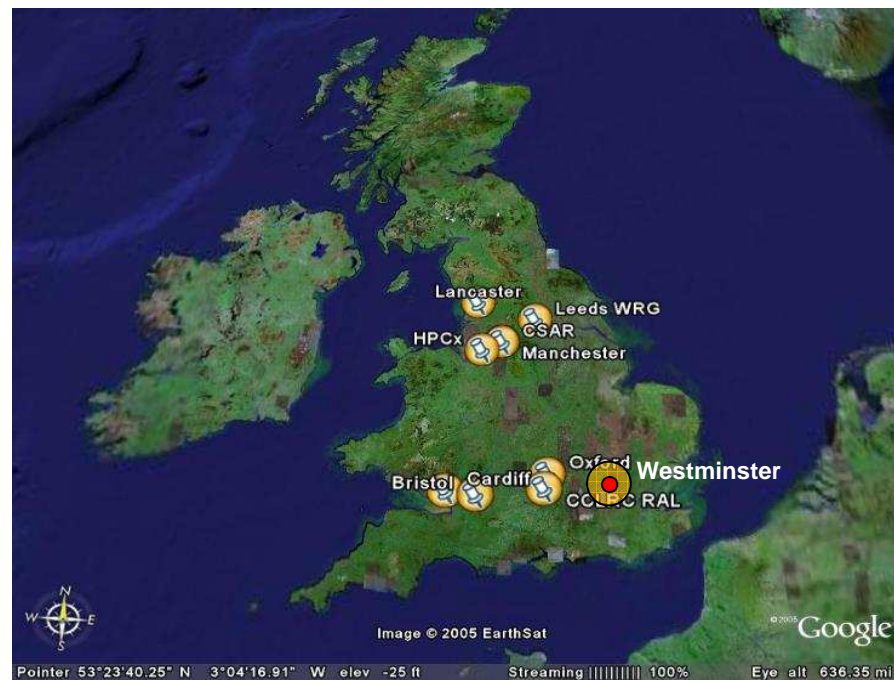 Lancaster
Leeds WRG
HPCx
CSAR
Manchester
Oxford
Westminster
Bristol
Cardiff
CCLRC RAL
N
W E
S
Image © 2005 EarthSat
© 2005 Google
Pointer 53°23'40.25" N 3°04'16.91" W elev -25 ft Streaming |||||||||| 100% Eye alt 636.35 mi